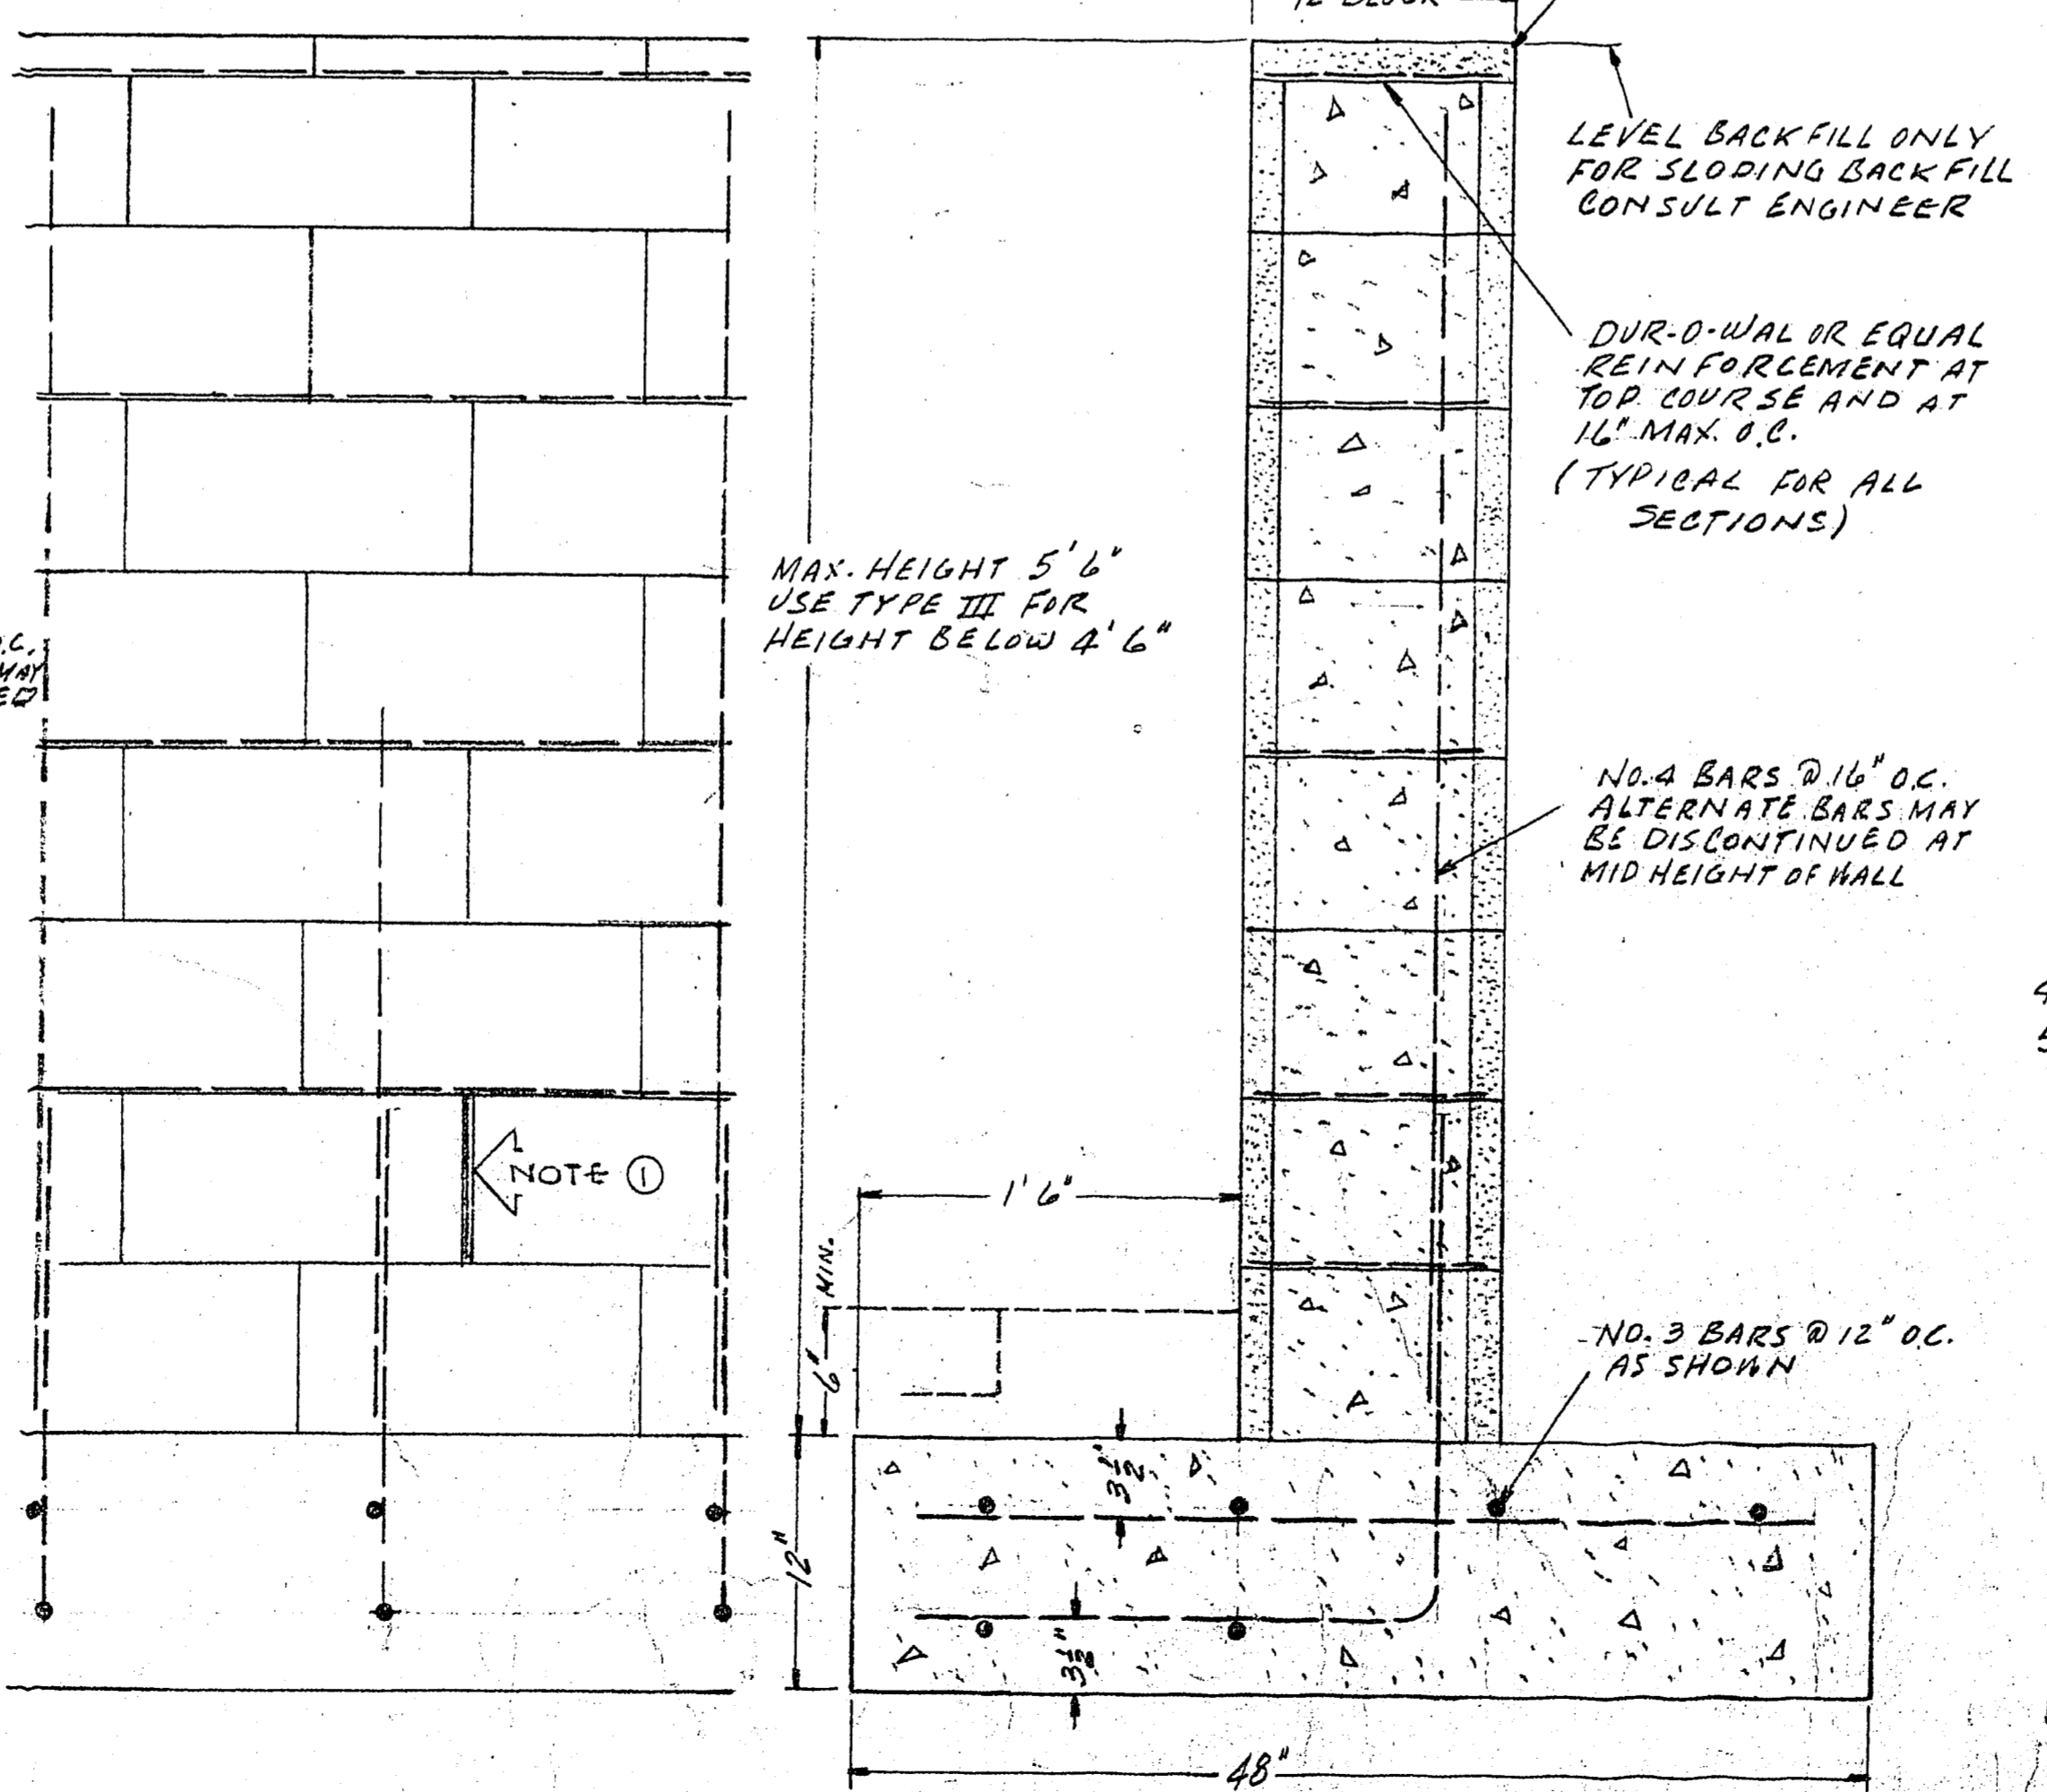 12" BLOCK
LEVEL BACKFILL ONLY
FOR SLOPING BACKFILL
CONSULT ENGINEER
DUR-O-WAL OR EQUAL
REINFORCEMENT AT
TOP COURSE AND AT
16" MAX. O.C.
(TYPICAL FOR ALL
SECTIONS)
MAX. HEIGHT 5'6"
USE TYPE III FOR
HEIGHT BELOW 4'6"
O.C.
MAY
NO.4 BARS @ 16" O.C.
ALTERNATE BARS MAY
BE DISCONTINUED AT
MID HEIGHT OF WALL
NOTE ①
1'6"
6" MIN.
NO. 3 BARS @ 12" O.C.
AS SHOWN
3½"
12"
3½"
48"